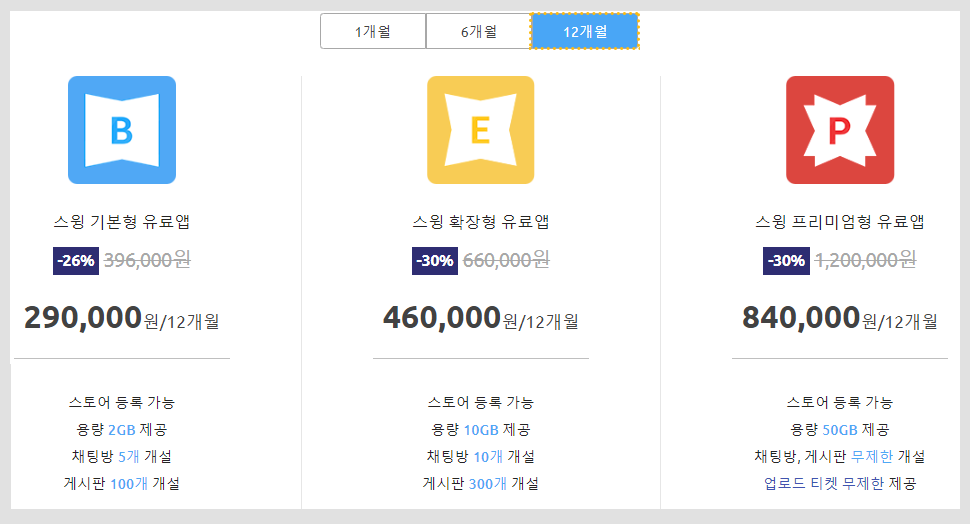 1개월 6개월 12개월
B
스윙 기본형 유료앱
-26% 396,000원
290,000원/12개월
스토어 등록 가능
용량 2GB 제공
채팅방 5개 개설
게시판 100개 개설
E
스윙 확장형 유료앱
-30% 660,000원
460,000원/12개월
스토어 등록 가능
용량 10GB 제공
채팅방 10개 개설
게시판 300개 개설
P
스윙 프리미엄형 유료앱
-30% 1,200,000원
840,000원/12개월
스토어 등록 가능
용량 50GB 제공
채팅방, 게시판 무제한 개설
업로드 티켓 무제한 제공